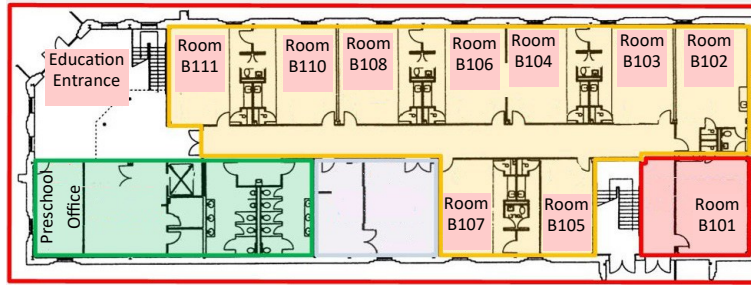 Education
Entrance
Room
B111
Room
B110
Room
B108
Room
B106
Room
B104
Room
B103
Room
B102
Preschool
Office
Room
B107
Room
B105
Room
B101